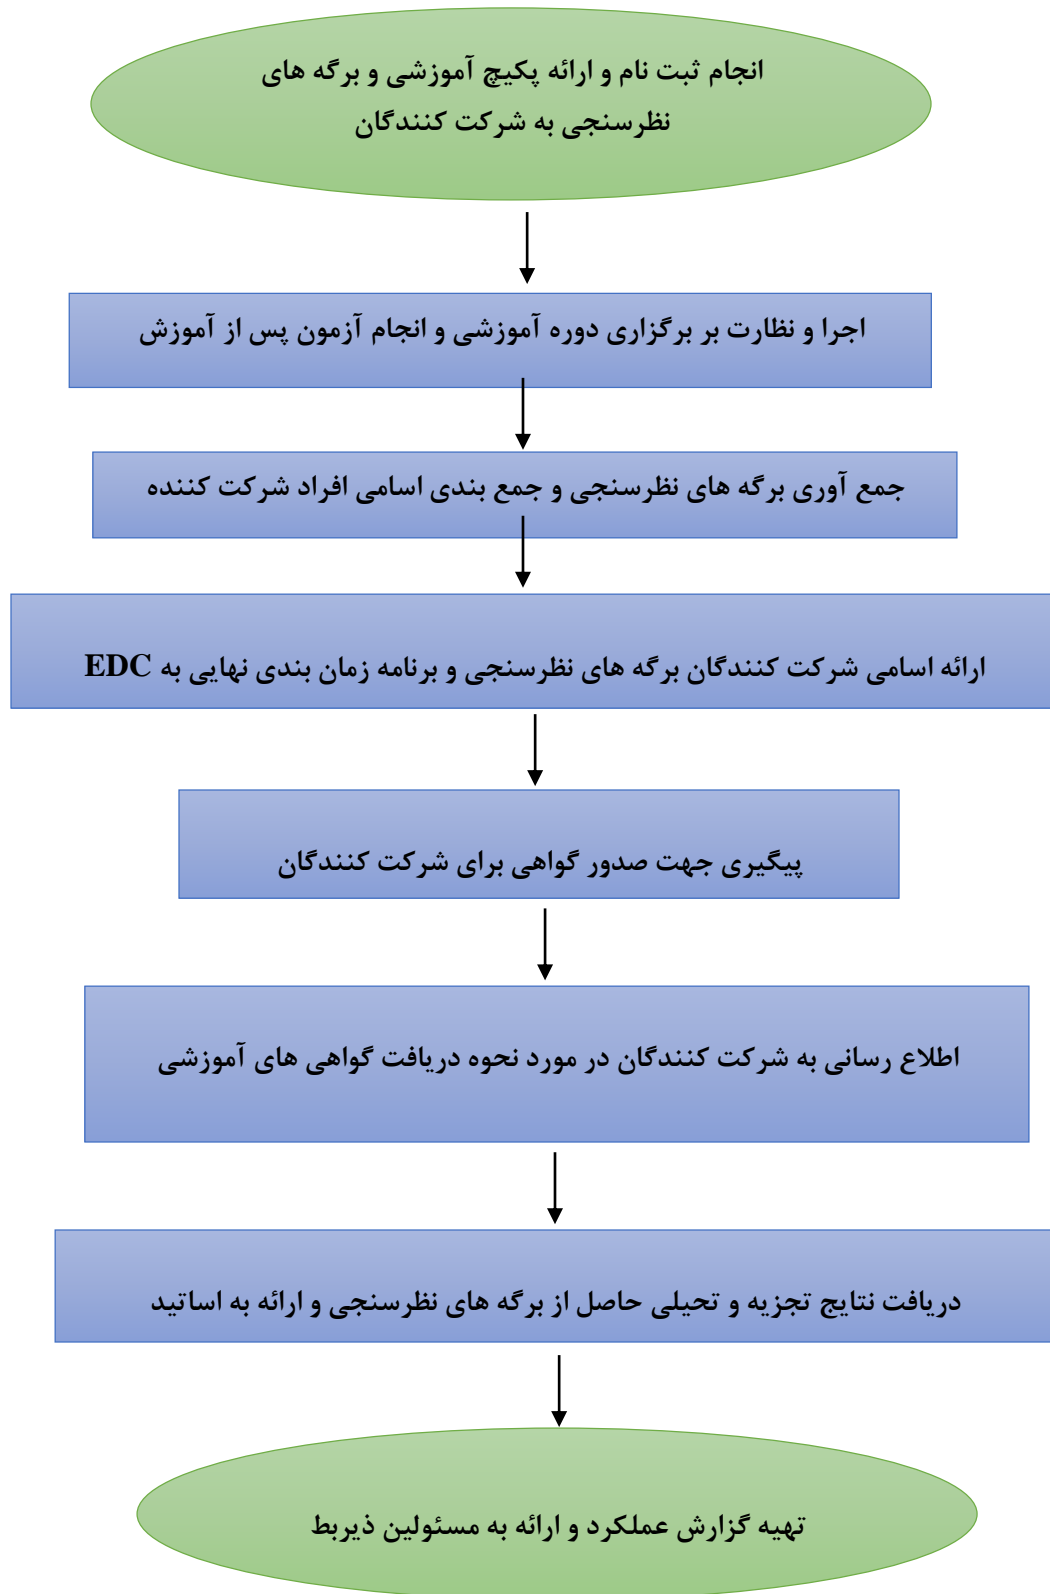 انجام ثبت نام و ارائه پکیچ آموزشی و برگه های
نظرسنجی به شرکت کنندگان
اجرا و نظارت بر برگزاری دوره آموزشی و انجام آزمون پس از آموزش
جمع آوری برگه های نظرسنجی و جمع بندی اسامی افراد شرکت کننده
ارائه اسامی شرکت کنندگان برگه های نظرسنجی و برنامه زمان بندی نهایی به EDC
پیگیری جهت صدور گواهی برای شرکت کنندگان
اطلاع رسانی به شرکت کنندگان در مورد نحوه دریافت گواهی های آموزشی
دریافت نتایج تجزیه و تحیلی حاصل از برگه های نظرسنجی و ارائه به اساتید
تهیه گزارش عملکرد و ارائه به مسئولین ذیربط